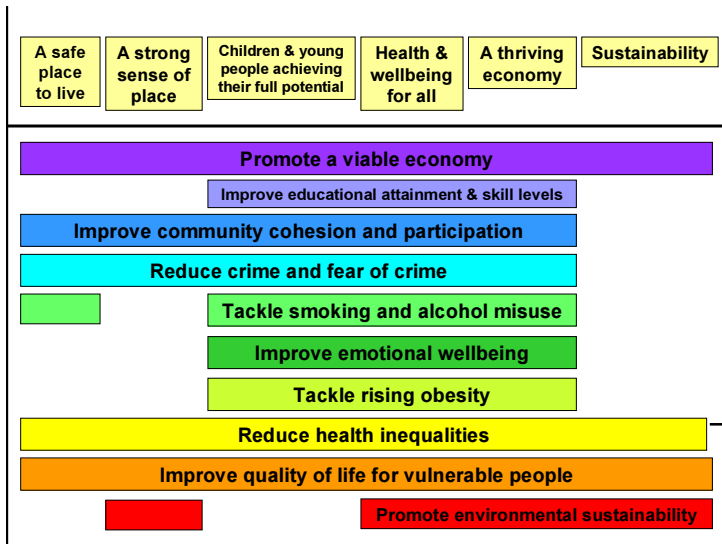 A safe
place
to live
A strong
sense of
place
Children & young
people achieving
their full potential
Health &
wellbeing
for all
A thriving
economy
Sustainability
Promote a viable economy
Improve educational attainment & skill levels
Improve community cohesion and participation
Reduce crime and fear of crime
Tackle smoking and alcohol misuse
Improve emotional wellbeing
Tackle rising obesity
Reduce health inequalities
Improve quality of life for vulnerable people
Promote environmental sustainability